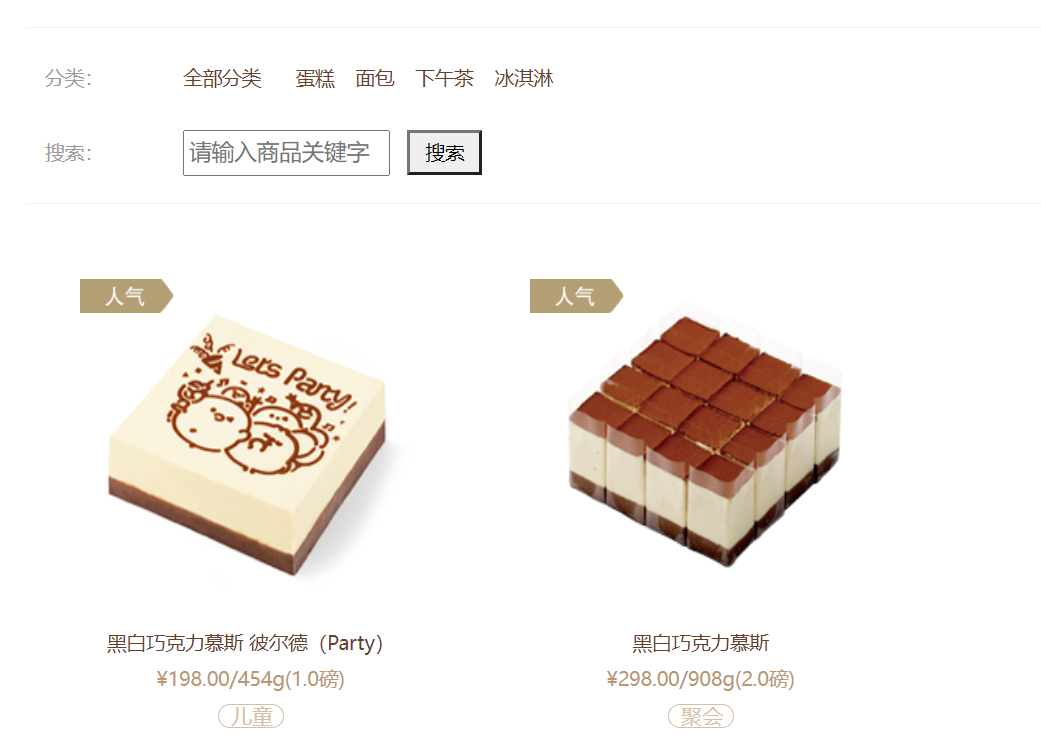 分类： 全部分类 蛋糕 面包 下午茶 冰淇淋
搜索： 请输入商品关键字 搜索
人气 人气
Let's Party!
黑白巧克力慕斯 彼尔德（Party） 黑白巧克力慕斯
¥198.00/454g(1.0磅) ¥298.00/908g(2.0磅)
儿童 聚会